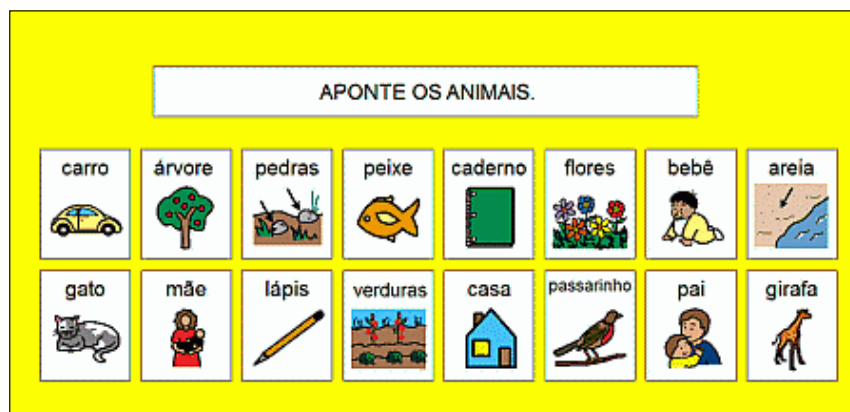 APONTE OS ANIMAIS.
carro árvore pedras peixe caderno flores bebê areia
gato mãe lápis verduras casa passarinho pai girafa